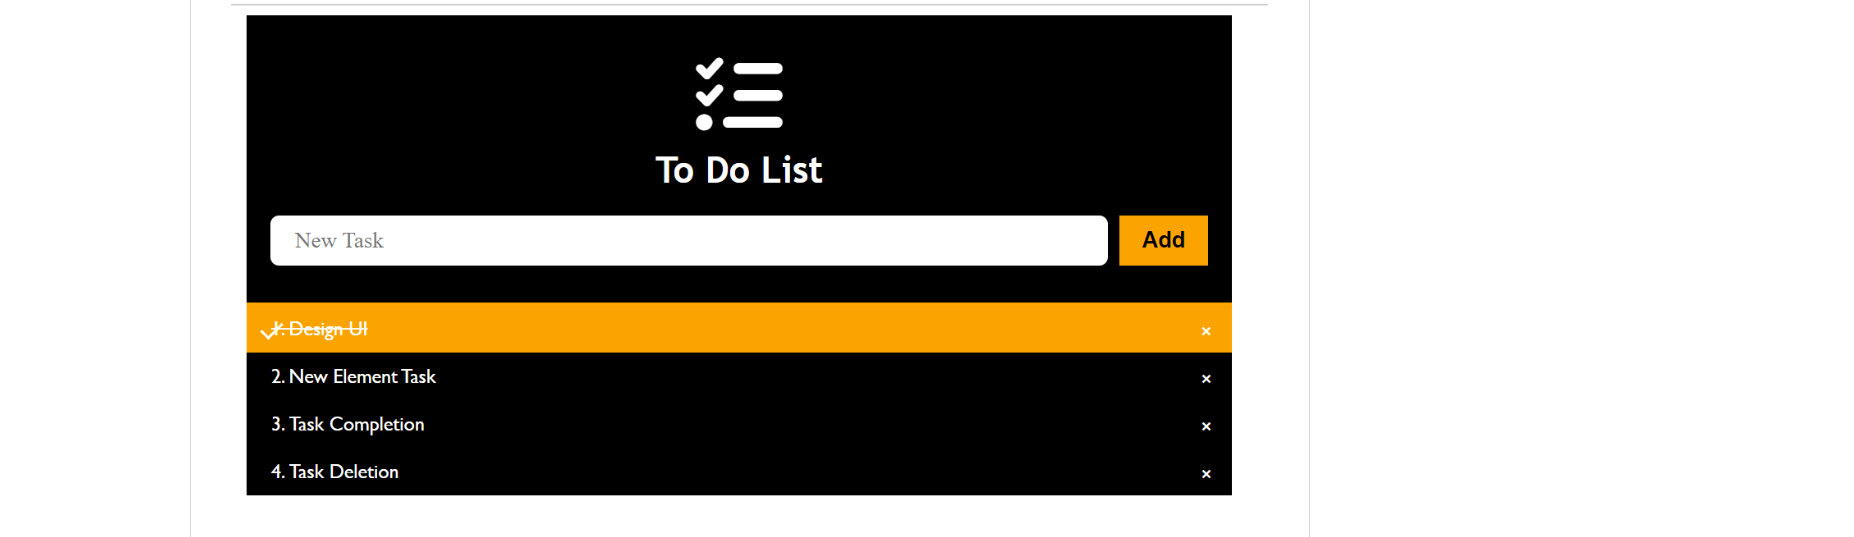 To Do List
New Task
Add
1. Design UI ×
2. New Element Task ×
3. Task Completion ×
4. Task Deletion ×